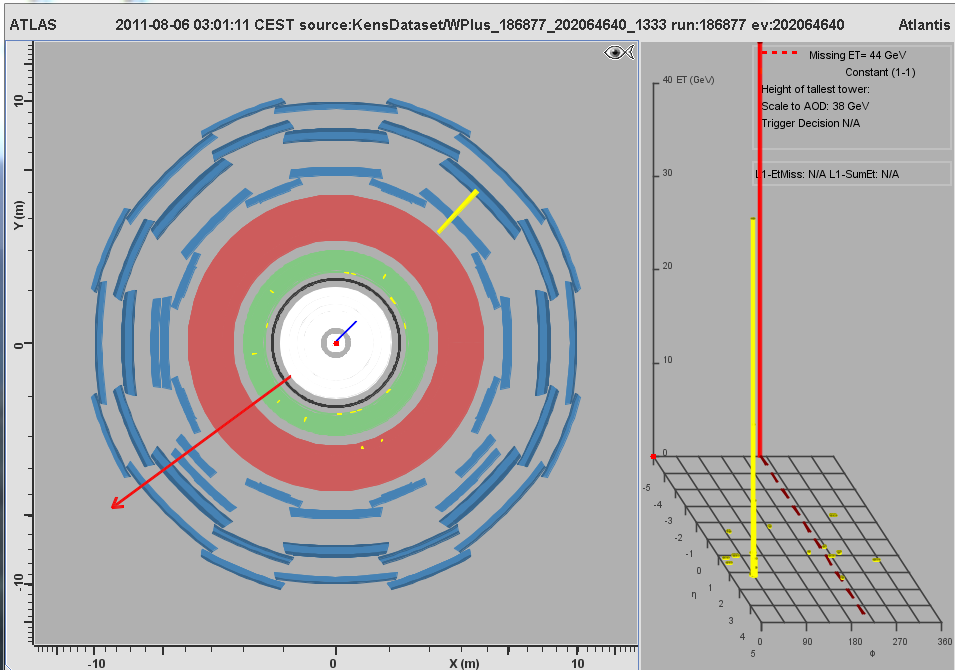 ATLAS 2011-08-06 03:01:11 CEST source:KensDataset/WPlus_186877_202064640_1333 run:186877 ev:202064640 Atlantis
Missing ET= 44 GeV
Constant (1-1)
Height of tallest tower:
Scale to AOD: 38 GeV
Trigger Decision N/A
L1-EtMiss: N/A L1-SumEt: N/A
10
Y (m)
0
-10
-10 0 X (m) 10
40 ET (GeV)
30
20
10
0
-5
-4
-3
-2
-1
0
η 1
2
3
4
5
0 90 180 270 360
Φ